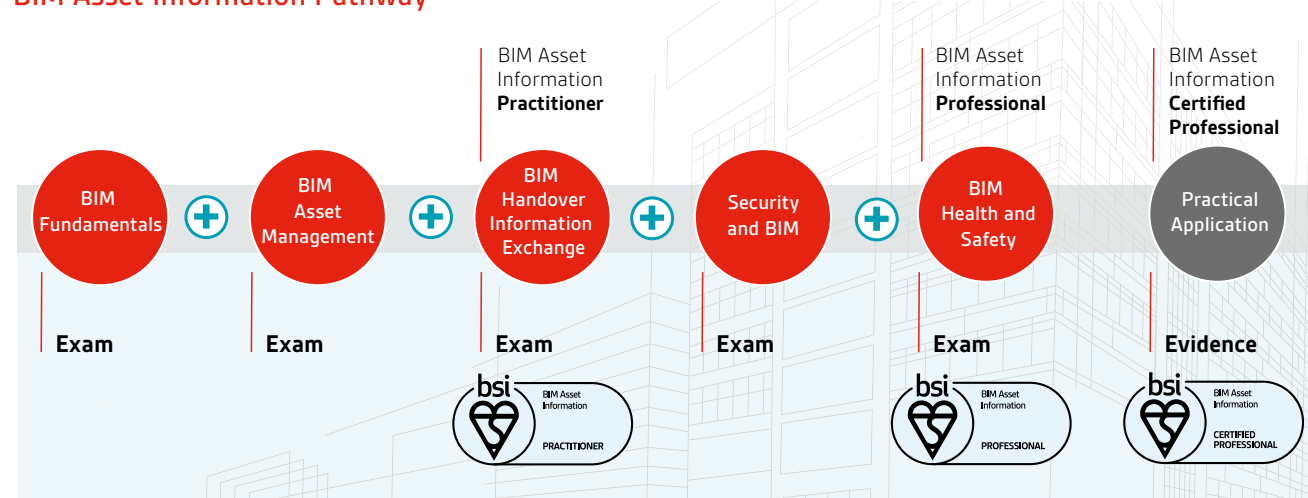 BIM Asset Information Pathway
BIM Asset
Information
Practitioner
BIM Asset
Information
Professional
BIM Asset
Information
Certified
Professional
BIM
Fundamentals
BIM
Asset
Management
BIM
Handover
Information
Exchange
Security
and BIM
BIM
Health and
Safety
Practical
Application
Exam
Exam
Exam
Exam
Exam
Evidence
bsi
BIM Asset
Information
PRACTITIONER
bsi
BIM Asset
Information
PROFESSIONAL
bsi
BIM Asset
Information
CERTIFIED
PROFESSIONAL